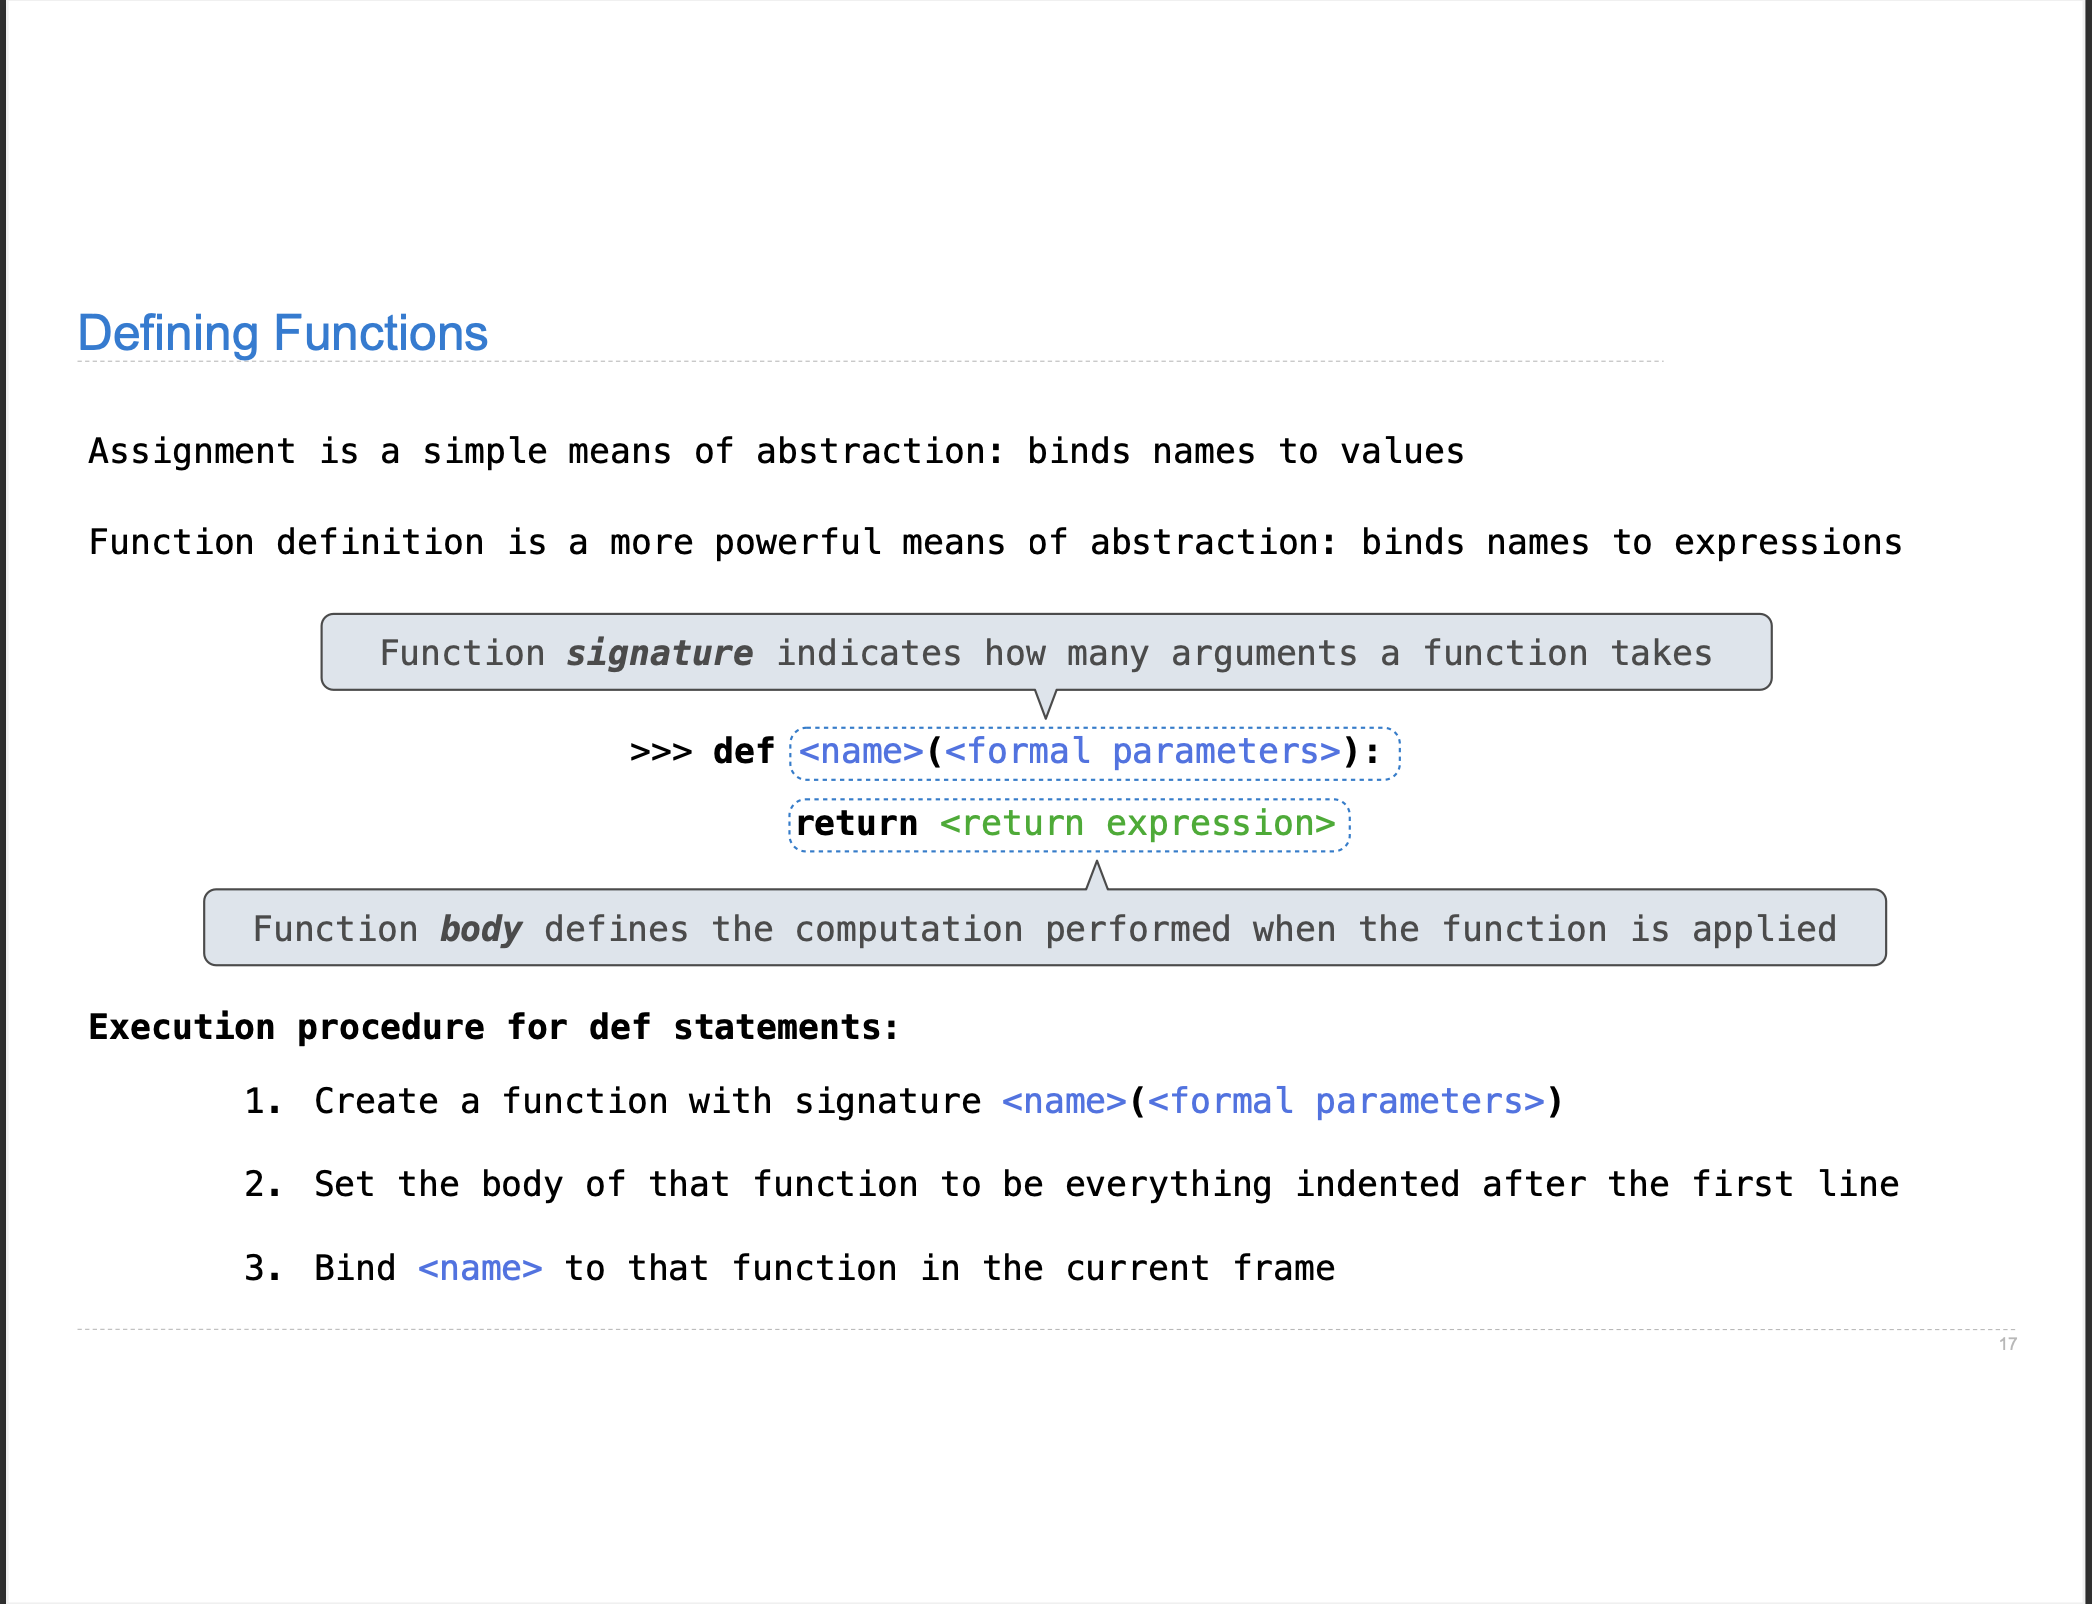 Defining Functions
Assignment is a simple means of abstraction: binds names to values
Function definition is a more powerful means of abstraction: binds names to expressions
Function signature indicates how many arguments a function takes
>>> def <name>(<formal parameters>):
return <return expression>
Function body defines the computation performed when the function is applied
Execution procedure for def statements:
1. Create a function with signature <name>(<formal parameters>)
2. Set the body of that function to be everything indented after the first line
3. Bind <name> to that function in the current frame
17